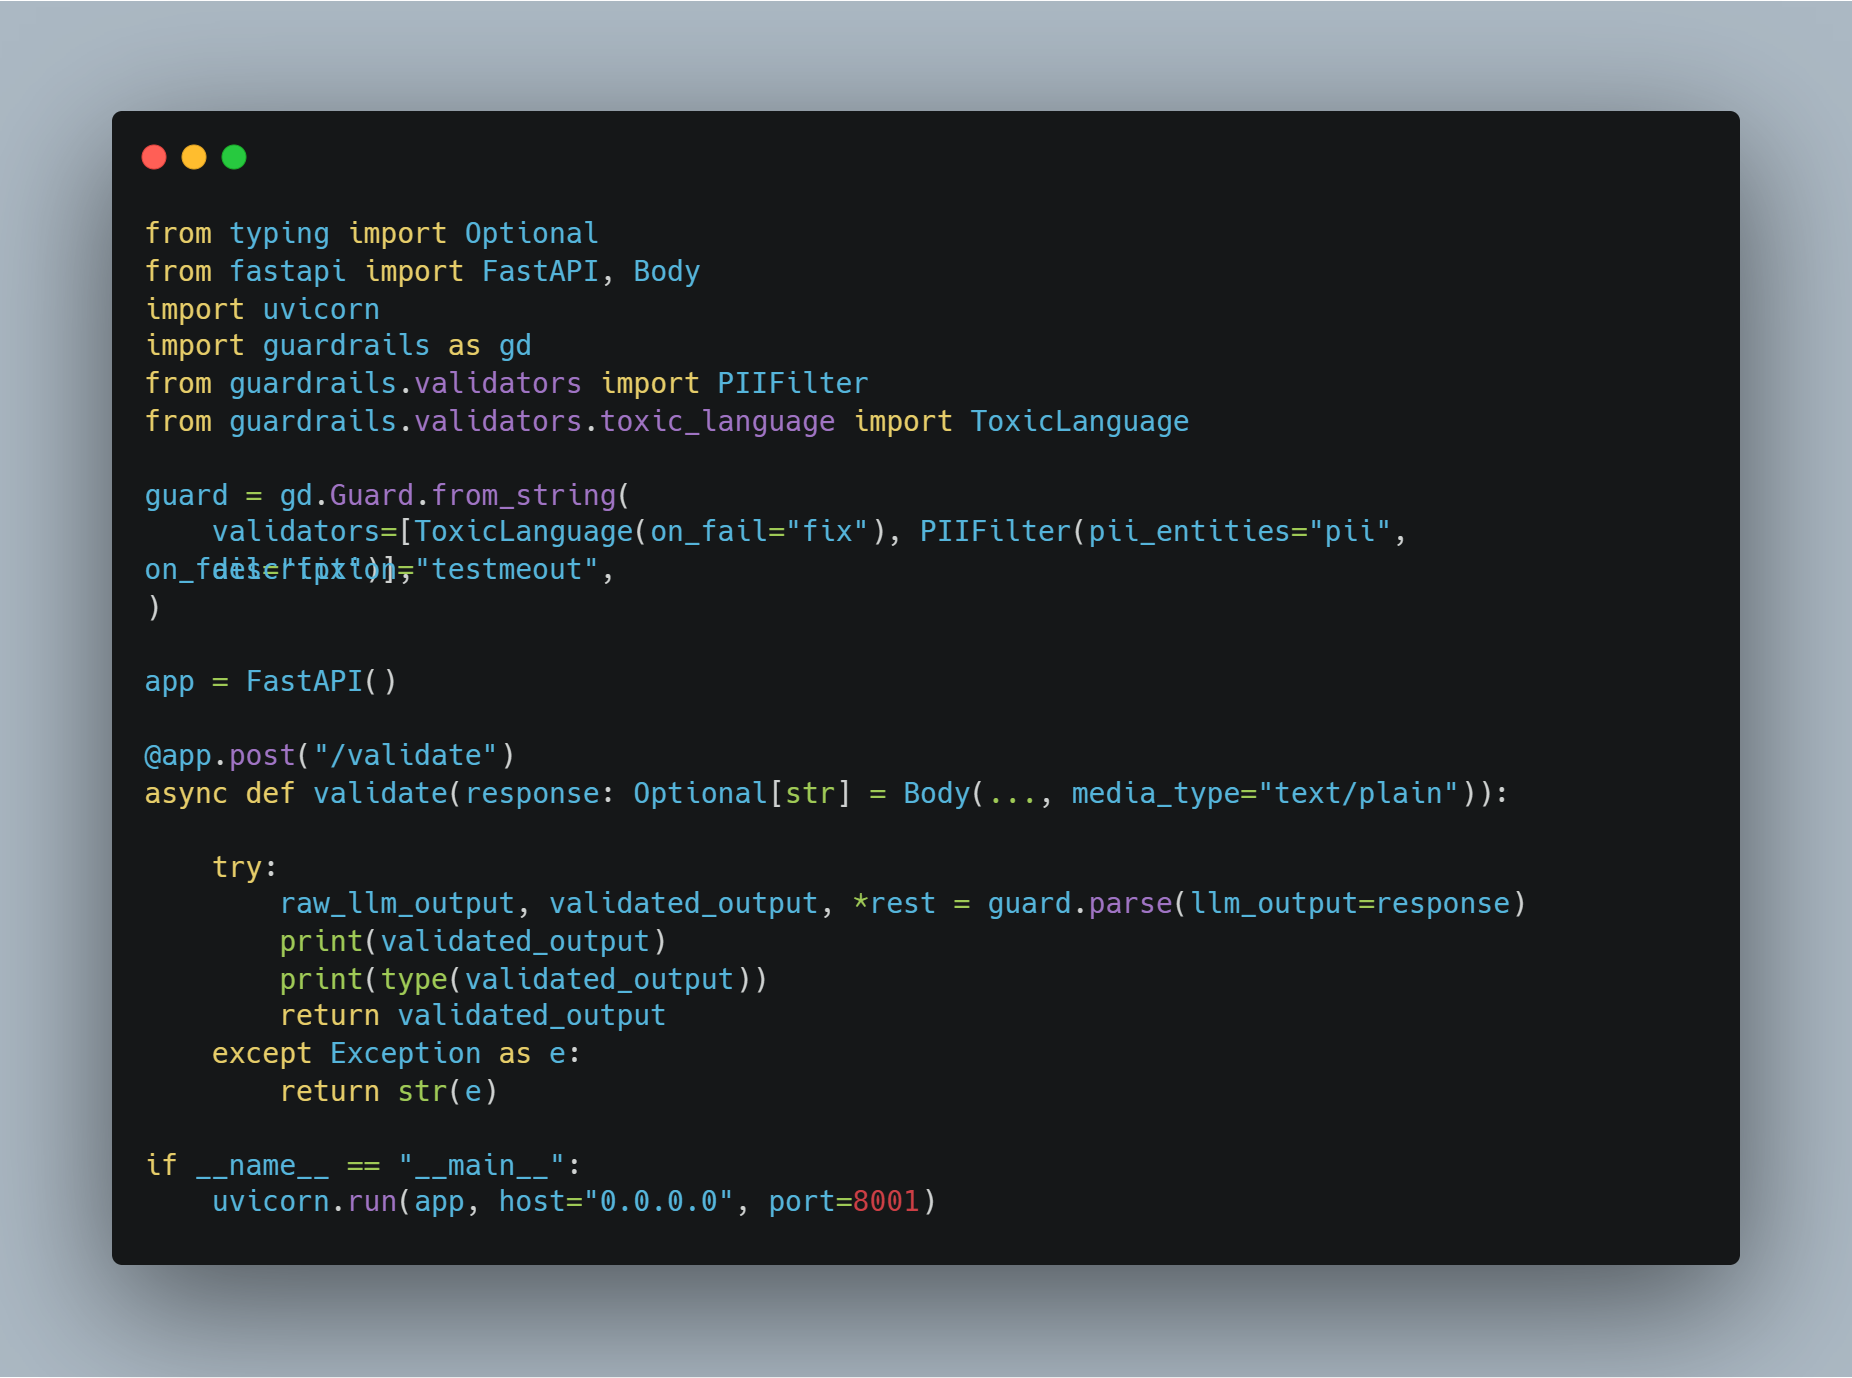 from typing import Optional
from fastapi import FastAPI, Body
import uvicorn
import guardrails as gd
from guardrails.validators import PIIFilter
from guardrails.validators.toxic_language import ToxicLanguage

guard = gd.Guard.from_string(
    validators=[ToxicLanguage(on_fail="fix"), PIIFilter(pii_entities="pii",
on_fail="fix")],
    description="testmeout",
)

app = FastAPI()

@app.post("/validate")
async def validate(response: Optional[str] = Body(..., media_type="text/plain")):

    try:
        raw_llm_output, validated_output, *rest = guard.parse(llm_output=response)
        print(validated_output)
        print(type(validated_output))
        return validated_output
    except Exception as e:
        return str(e)

if __name__ == "__main__":
    uvicorn.run(app, host="0.0.0.0", port=8001)